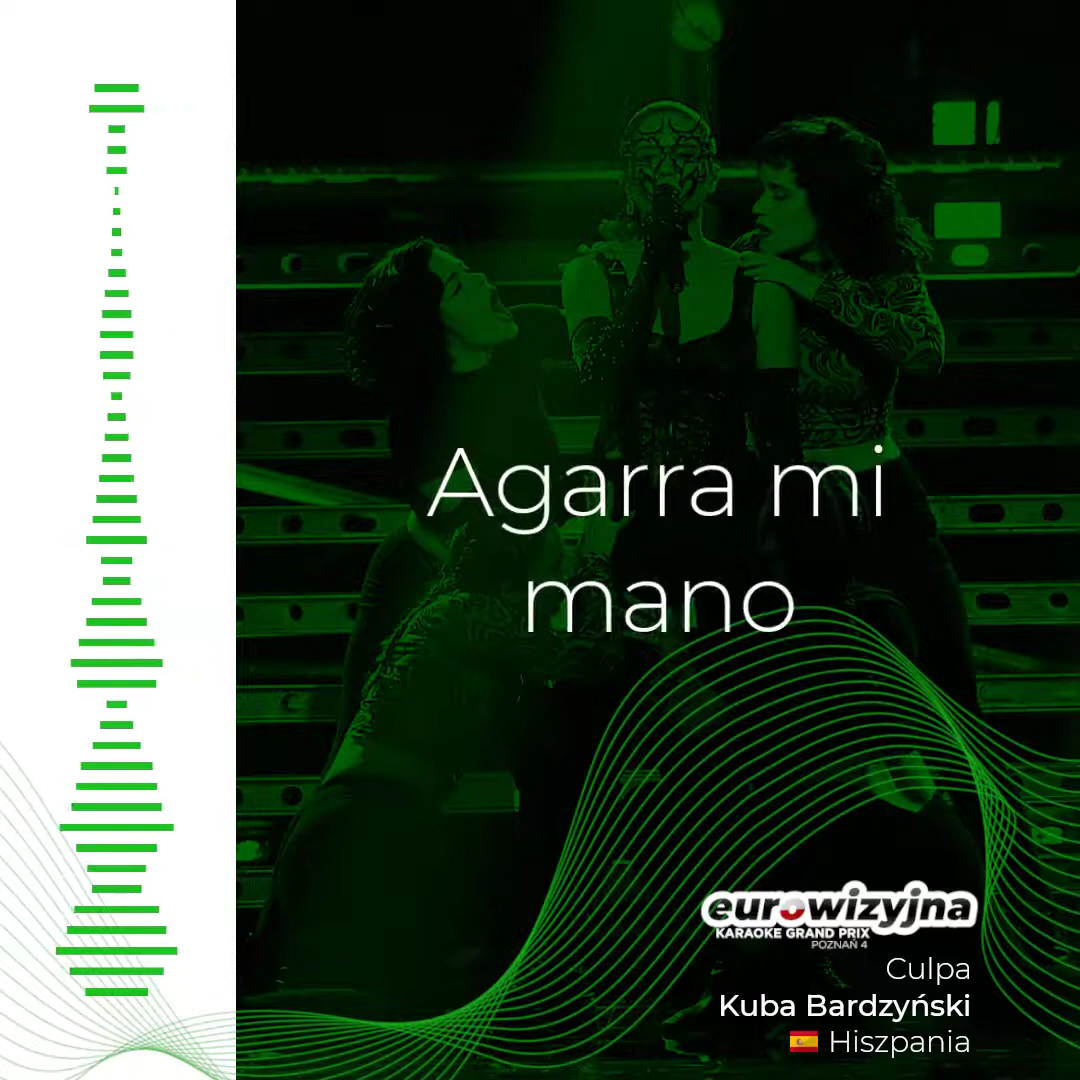 Agarra mi
mano
eurowizyjna
KARAOKE GRAND PRIX
POZNAŃ 4
Culpa
Kuba Bardzyński
Hiszpania